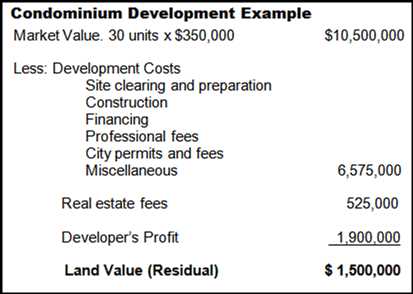 Condominium Development Example
Market Value. 30 units x $350,000 $10,500,000
Less: Development Costs
Site clearing and preparation
Construction
Financing
Professional fees
City permits and fees
Miscellaneous 6,575,000
Real estate fees 525,000
Developer's Profit 1,900,000
Land Value (Residual) $ 1,500,000